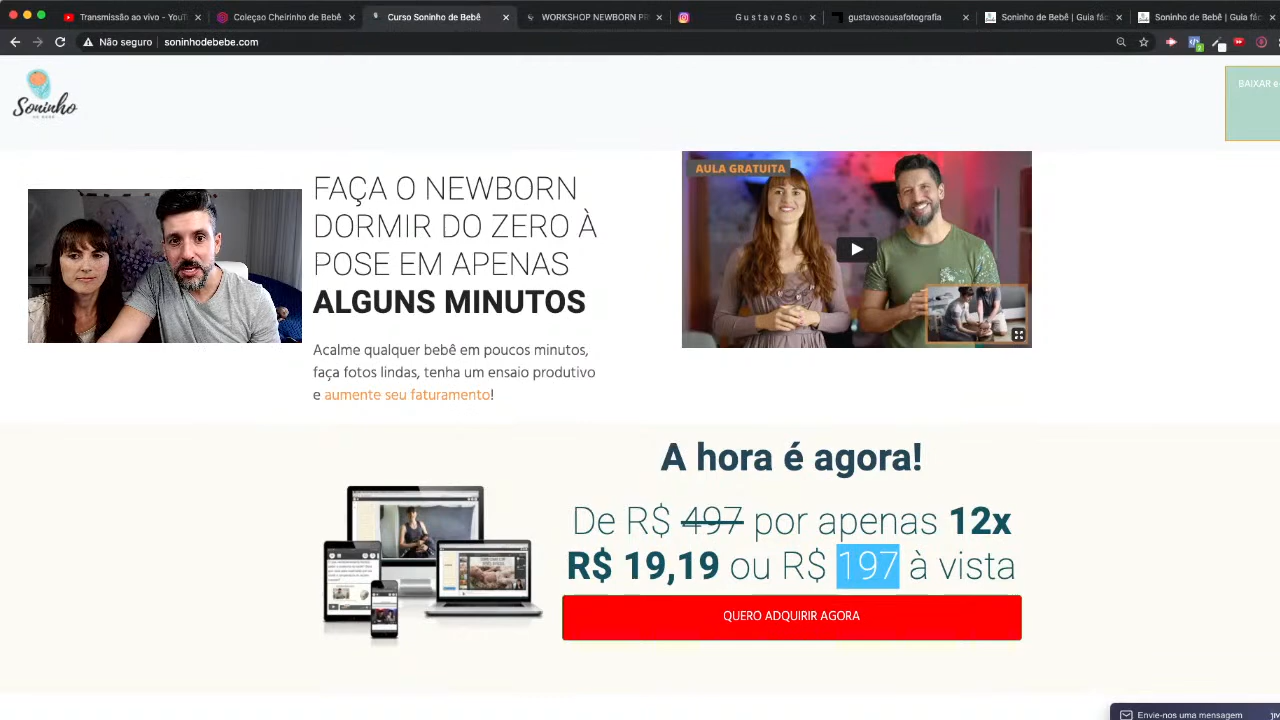 Transmissão ao vivo - YouT
Coleçao Cheirinho de Bebê
Curso Soninho de Bebê
WORKSHOP NEWBORN PR
G u s t a v o S o u
gustavosousafotografia
Soninho de Bebê | Guia fác
Soninho de Bebê | Guia fác
Não seguro
soninhodebebe.com
Soninho
DE BEBÊ
BAIXAR e
FAÇA O NEWBORN
DORMIR DO ZERO À
POSE EM APENAS
ALGUNS MINUTOS
Acalme qualquer bebê em poucos minutos,
faça fotos lindas, tenha um ensaio produtivo
e aumente seu faturamento!
AULA GRATUITA
A hora é agora!
De R$ 497 por apenas 12x
R$ 19,19 ou R$ 197 à vista
QUERO ADQUIRIR AGORA
Envie-nos uma mensagem